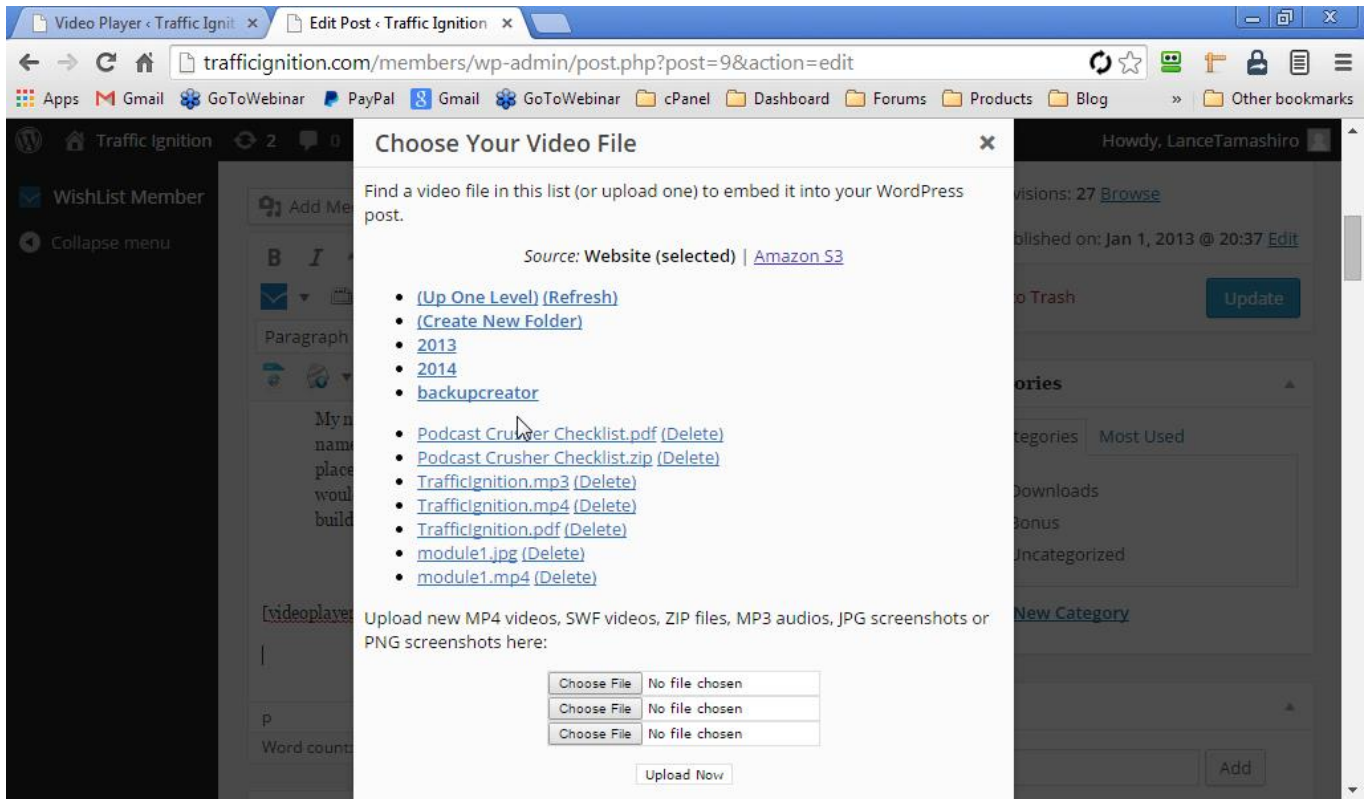 Video Player ‹ Traffic Ignit
Edit Post ‹ Traffic Ignition
trafficignition.com/members/wp-admin/post.php?post=9&action=edit
Apps Gmail GoToWebinar PayPal Gmail GoToWebinar cPanel Dashboard Forums Products Blog » Other bookmarks
Traffic Ignition 2 0
Howdy, LanceTamashiro
WishList Member
Collapse menu
Add Me
B I
Paragraph
My n
name
place
woul
build
[videoplayer
p
Word count:
Choose Your Video File
Find a video file in this list (or upload one) to embed it into your WordPress
post.
Source: Website (selected) | Amazon S3
(Up One Level) (Refresh)
(Create New Folder)
2013
2014
backupcreator
Podcast Crusher Checklist.pdf (Delete)
Podcast Crusher Checklist.zip (Delete)
TrafficIgnition.mp3 (Delete)
TrafficIgnition.mp4 (Delete)
TrafficIgnition.pdf (Delete)
module1.jpg (Delete)
module1.mp4 (Delete)
Upload new MP4 videos, SWF videos, ZIP files, MP3 audios, JPG screenshots or
PNG screenshots here:
Choose File No file chosen
Choose File No file chosen
Choose File No file chosen
Upload Now
visions: 27 Browse
blished on: Jan 1, 2013 @ 20:37 Edit
o Trash
Update
ories
tegories Most Used
Downloads
Bonus
Uncategorized
New Category
Add